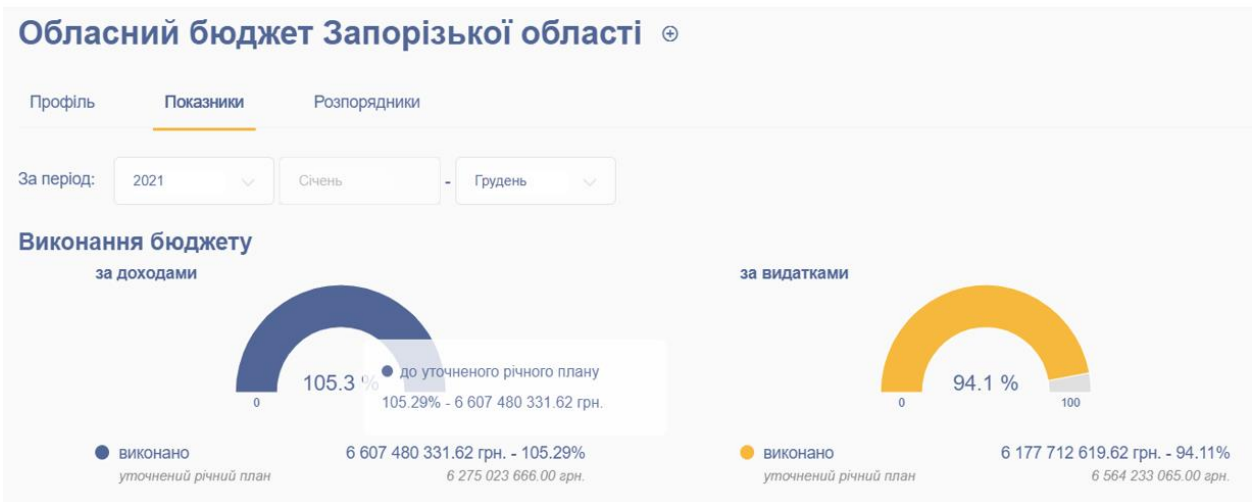 Обласний бюджет Запорізької області
Профіль Показники Розпорядники
За період: 2021 Січень - Грудень
Виконання бюджету
за доходами
105.3 %
0
до уточненого річного плану
105.29% - 6 607 480 331.62 грн.
виконано 6 607 480 331.62 грн. - 105.29%
уточнений річний план 6 275 023 666.00 грн.
за видатками
94.1 %
0 100
виконано 6 177 712 619.62 грн. - 94.11%
уточнений річний план 6 564 233 065.00 грн.